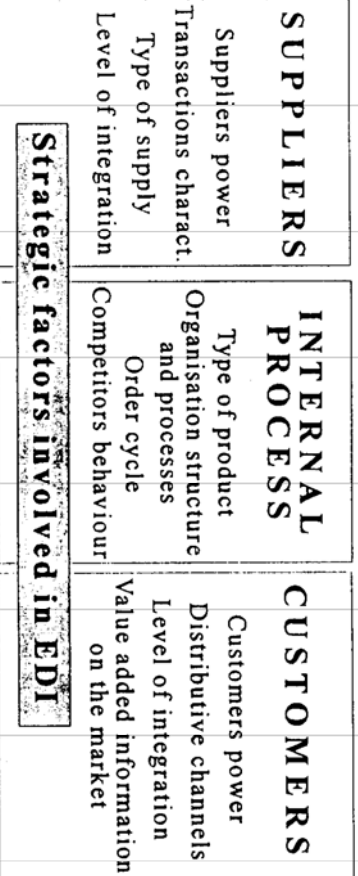 SUPPLIERS
Suppliers power
Transactions charact.
Type of supply
Level of integration
INTERNAL
PROCESS
Type of product
Organisation structure
and processes
Order cycle
Competitors behaviour
CUSTOMERS
Customers power
Distributive channels
Level of integration
Value added information
on the market
Strategic factors involved in EDI